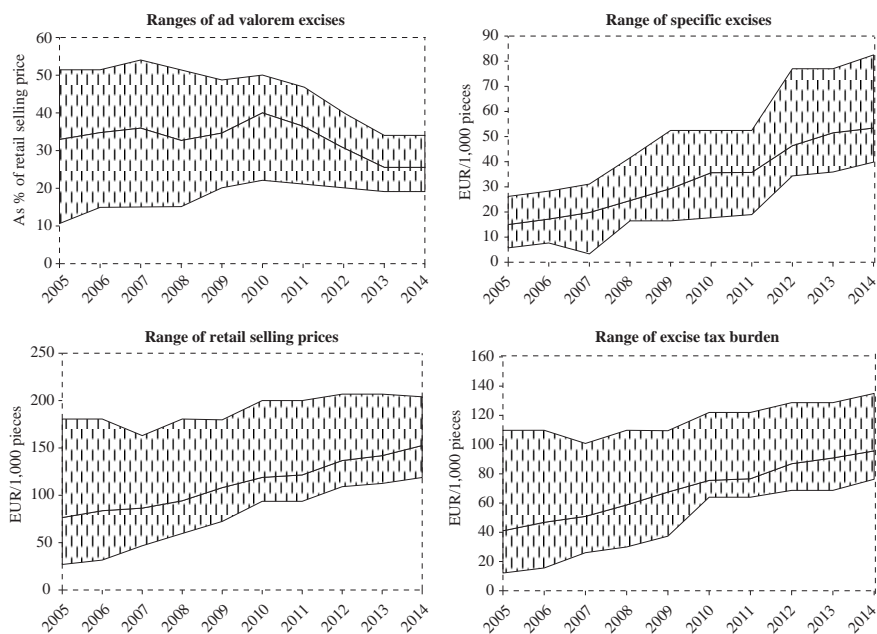 Ranges of ad valorem excises
As % of retail selling price
60
50
40
30
20
10
0
2005 2006 2007 2008 2009 2010 2011 2012 2013 2014
Range of specific excises
EUR/1,000 pieces
90
80
70
60
50
40
30
20
10
0
2005 2006 2007 2008 2009 2010 2011 2012 2013 2014
Range of retail selling prices
EUR/1,000 pieces
250
200
150
100
50
0
2005 2006 2007 2008 2009 2010 2011 2012 2013 2014
Range of excise tax burden
EUR/1,000 pieces
160
140
120
100
80
60
40
20
0
2005 2006 2007 2008 2009 2010 2011 2012 2013 2014